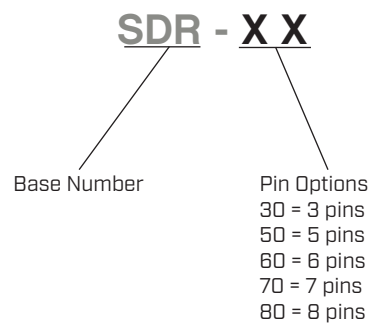 SDR - X X
Base Number
Pin Options
30 = 3 pins
50 = 5 pins
60 = 6 pins
70 = 7 pins
80 = 8 pins